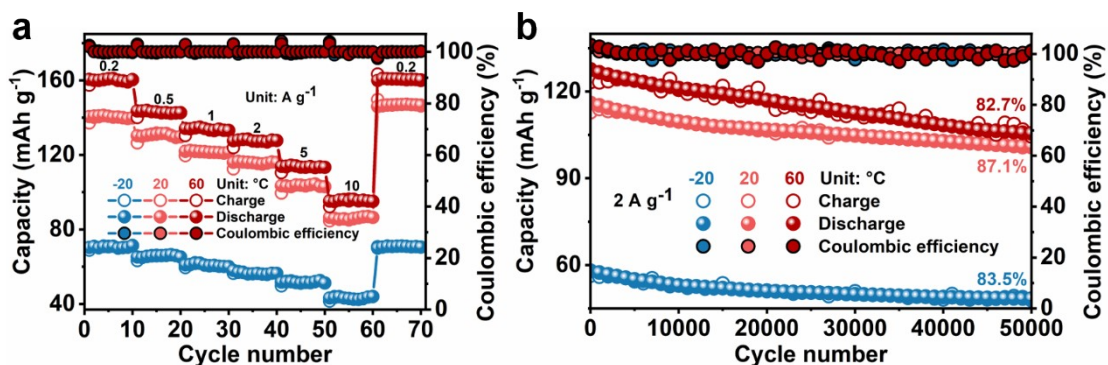 a
Capacity (mAh g⁻¹)
160
120
80
40
0.2
0.5
1
2
5
10
0.2
Unit: A g⁻¹
-20 20 60 Unit: °C
Charge
Discharge
Coulombic efficiency
0 10 20 30 40 50 60 70
Cycle number
100
80
60
40
20
0
Coulombic efficiency (%)
b
Capacity (mAh g⁻¹)
120
90
60
82.7%
87.1%
83.5%
2 A g⁻¹
-20 20 60 Unit: °C
Charge
Discharge
Coulombic efficiency
0 10000 20000 30000 40000 50000
Cycle number
100
80
60
40
20
0
Coulombic efficiency (%)